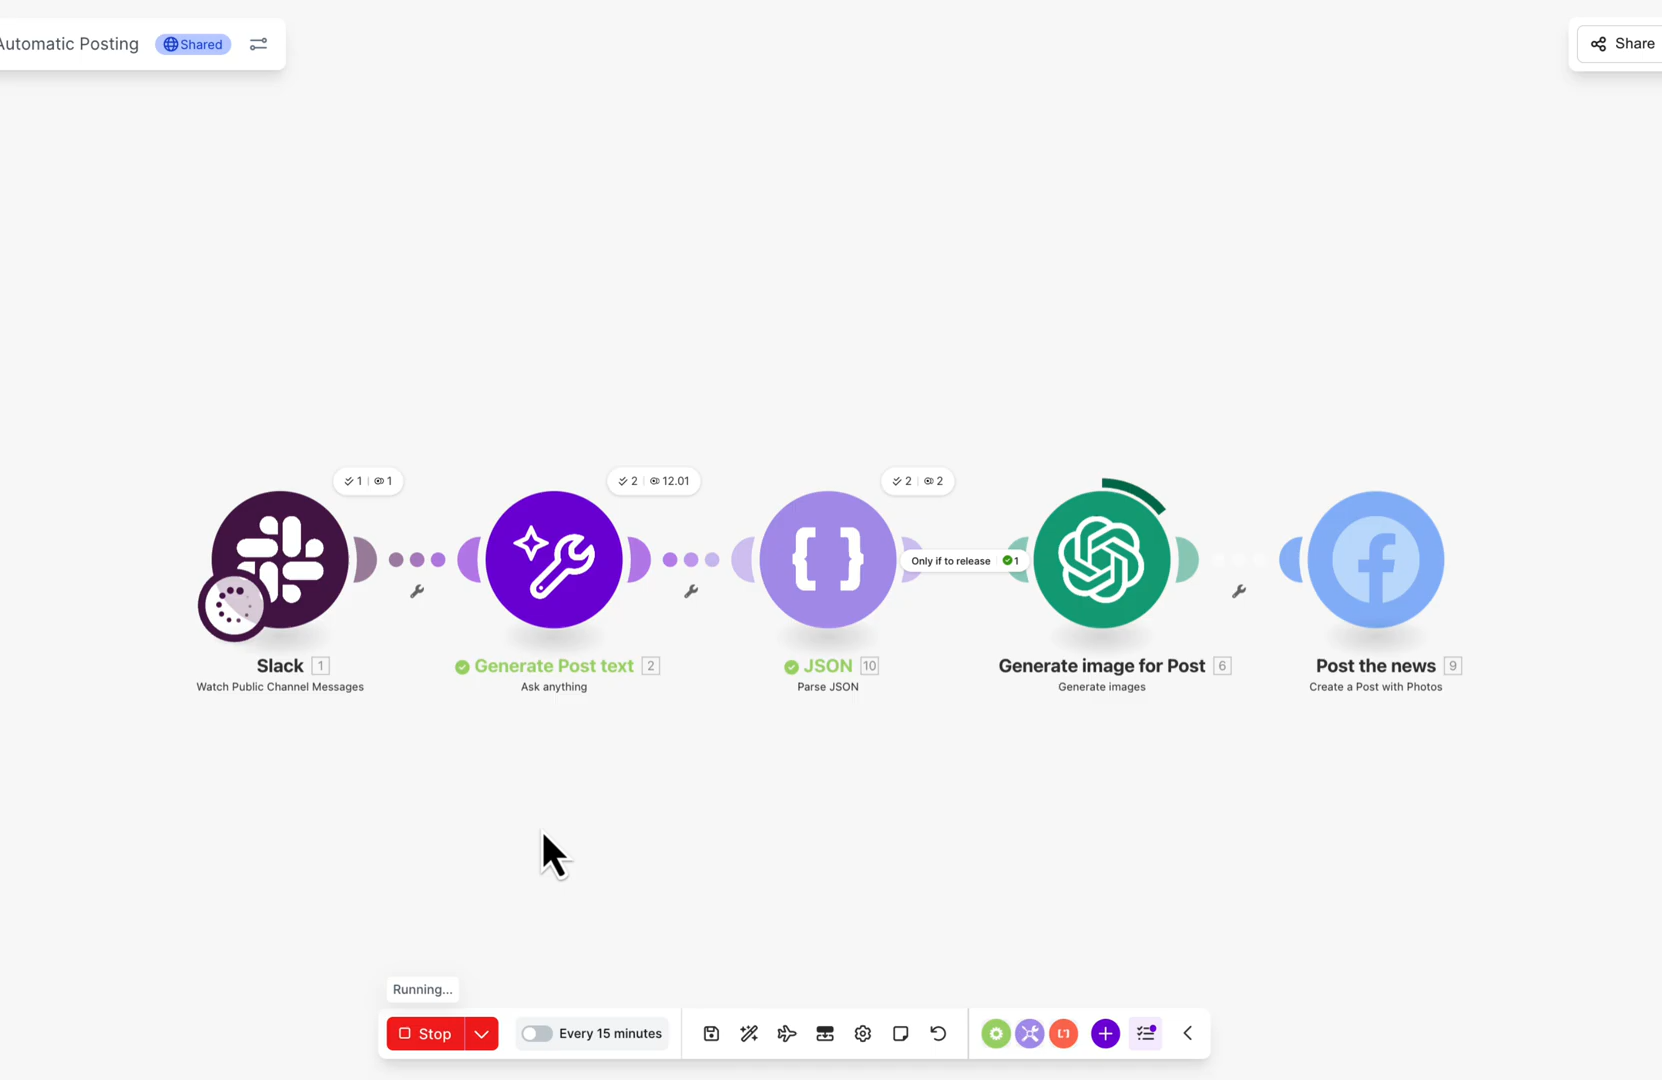 Automatic Posting
Shared
Share
1 | 1
2 | 12.01
2 | 2
Only if to release 1
Slack 1
Watch Public Channel Messages
Generate Post text 2
Ask anything
JSON 10
Parse JSON
Generate image for Post 6
Generate images
Post the news 9
Create a Post with Photos
Running...
Stop
Every 15 minutes